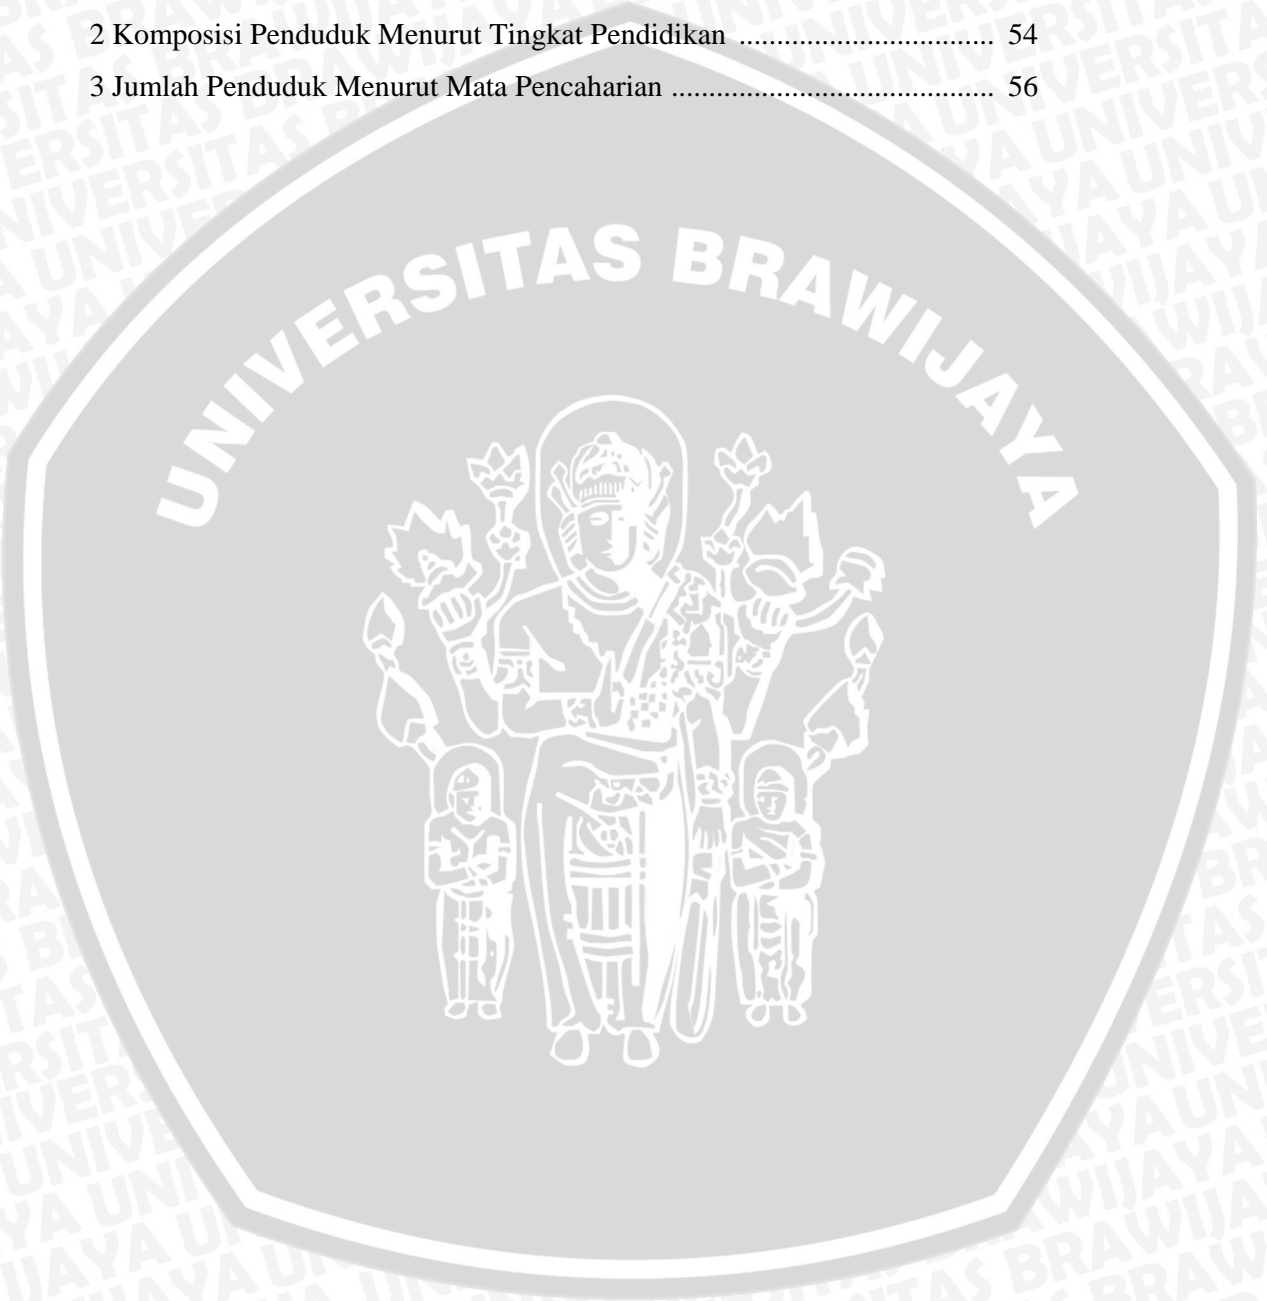 2 Komposisi Penduduk Menurut Tingkat Pendidikan .................................. 54
3 Jumlah Penduduk Menurut Mata Pencaharian ........................................... 56
UNIVERSITAS BRAWIJAYA